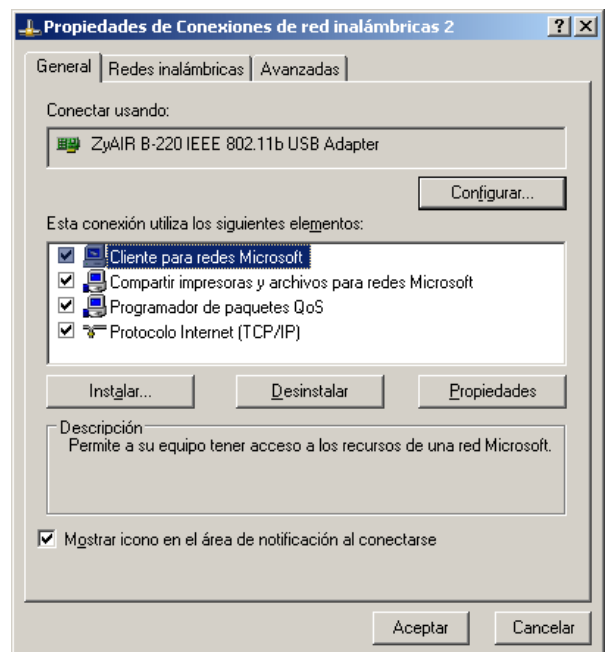 Propiedades de Conexiones de red inalámbricas 2
General Redes inalámbricas Avanzadas
Conectar usando:
ZyAIR B-220 IEEE 802.11b USB Adapter
Configurar...
Esta conexión utiliza los siguientes elementos:
Cliente para redes Microsoft
Compartir impresoras y archivos para redes Microsoft
Programador de paquetes QoS
Protocolo Internet (TCP/IP)
Instalar... Desinstalar Propiedades
Descripción
Permite a su equipo tener acceso a los recursos de una red Microsoft.
Mostrar icono en el área de notificación al conectarse
Aceptar Cancelar